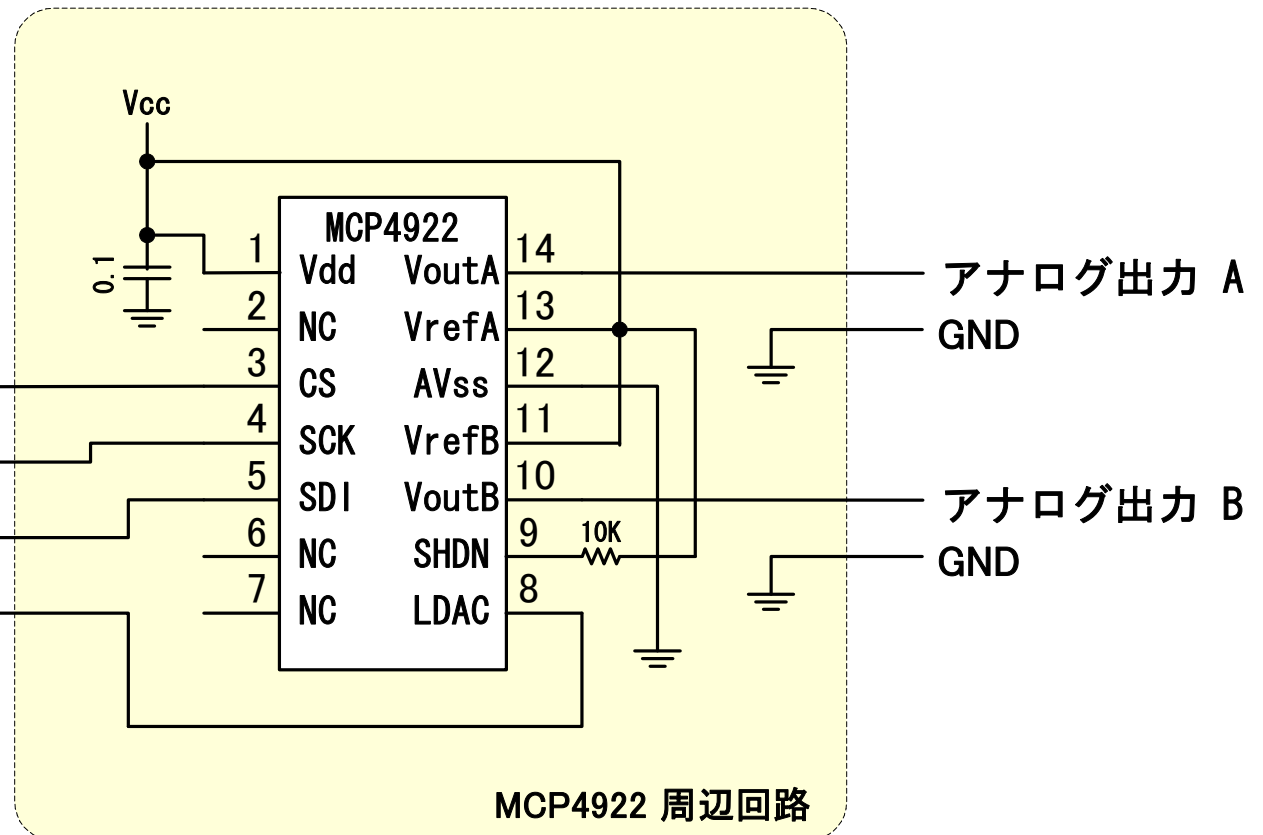 Vcc
0.1
MCP4922
1 Vdd VoutA 14
2 NC VrefA 13
3 CS AVss 12
4 SCK VrefB 11
5 SDI VoutB 10
6 NC SHDN 9 10K
7 NC LDAC 8
アナログ出力 A
GND
アナログ出力 B
GND
MCP4922 周辺回路